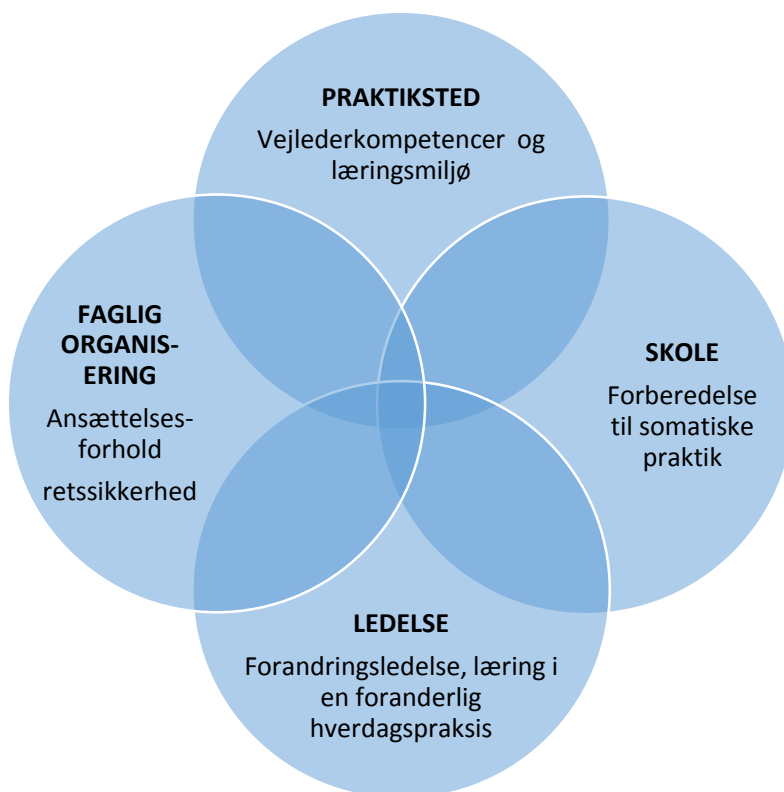 PRAKTIKSTED
Vejlederkompetencer og
læringsmiljø
FAGLIG
ORGANIS-
ERING
Ansættelses-
forhold
retssikkerhed
SKOLE
Forberedelse
til somatiske
praktik
LEDELSE
Forandringsledelse, læring i
en foranderlig
hverdagspraksis